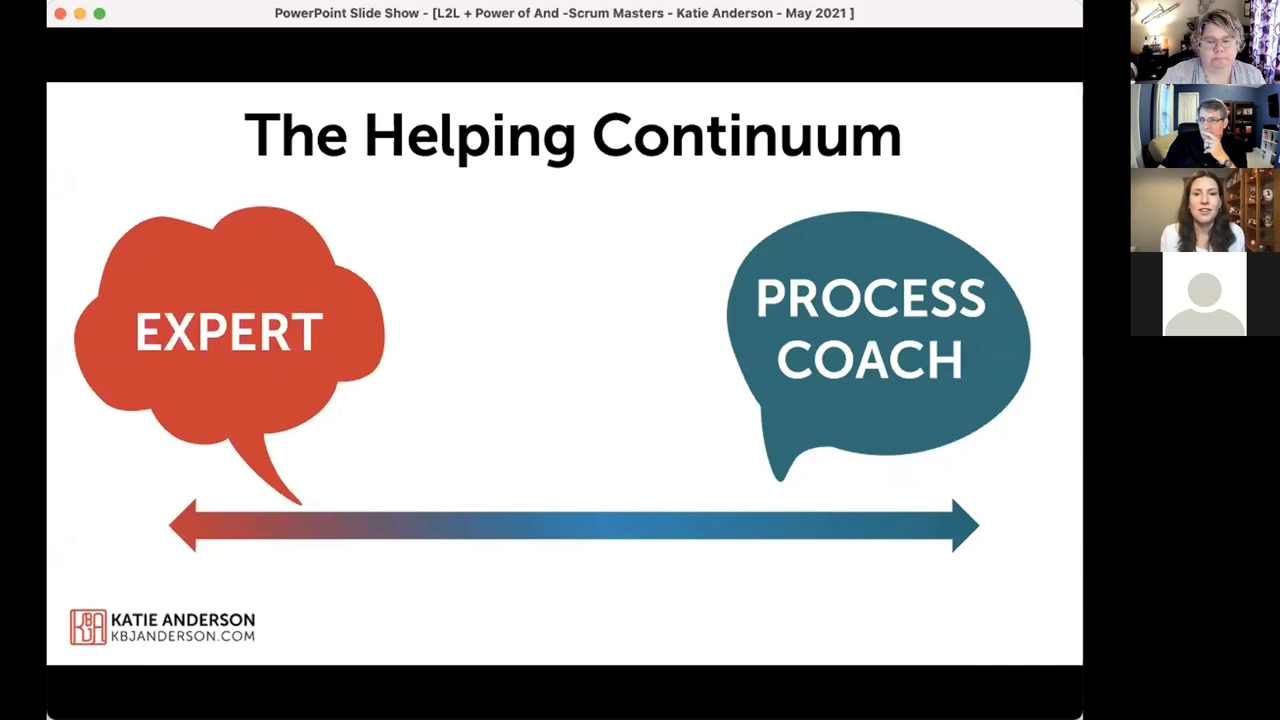 PowerPoint Slide Show - [L2L + Power of And -Scrum Masters - Katie Anderson - May 2021 ]
The Helping Continuum
EXPERT
PROCESS
COACH
KATIE ANDERSON
KBJANDERSON.COM